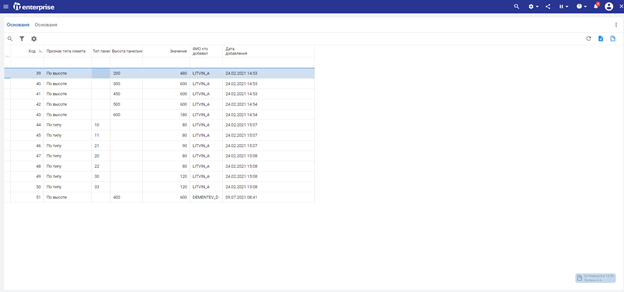 enterprise
Основания Основания
Код Признак типа лимита Тип панел Высота панельни Значение ФИО кто добавил Дата добавления
39 По высоте 200 480 LITVIN_A 24.02.2021 14:53
40 По высоте 300 600 LITVIN_A 24.02.2021 14:53
41 По высоте 450 600 LITVIN_A 24.02.2021 14:53
42 По высоте 500 600 LITVIN_A 24.02.2021 14:54
43 По высоте 600 180 LITVIN_A 24.02.2021 14:54
44 По типу 10 80 LITVIN_A 24.02.2021 15:07
45 По типу 11 80 LITVIN_A 24.02.2021 15:07
46 По типу 21 90 LITVIN_A 24.02.2021 15:07
47 По типу 20 80 LITVIN_A 24.02.2021 15:08
48 По типу 22 80 LITVIN_A 24.02.2021 15:08
49 По типу 30 120 LITVIN_A 24.02.2021 15:08
50 По типу 33 120 LITVIN_A 24.02.2021 15:08
51 По высоте 400 600 DEMENTEV_D 09.07.2021 08:41